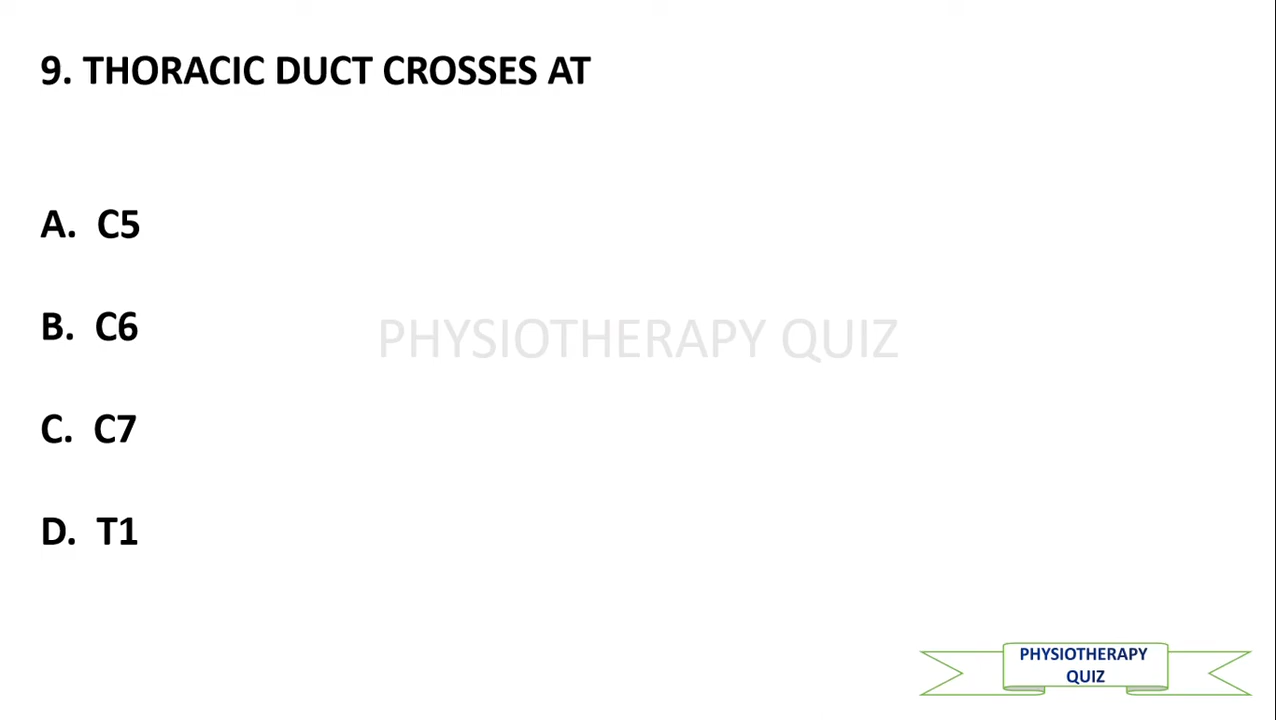 9. THORACIC DUCT CROSSES AT
A. C5
B. C6
PHYSIOTHERAPY QUIZ
C. C7
D. T1
PHYSIOTHERAPY
QUIZ